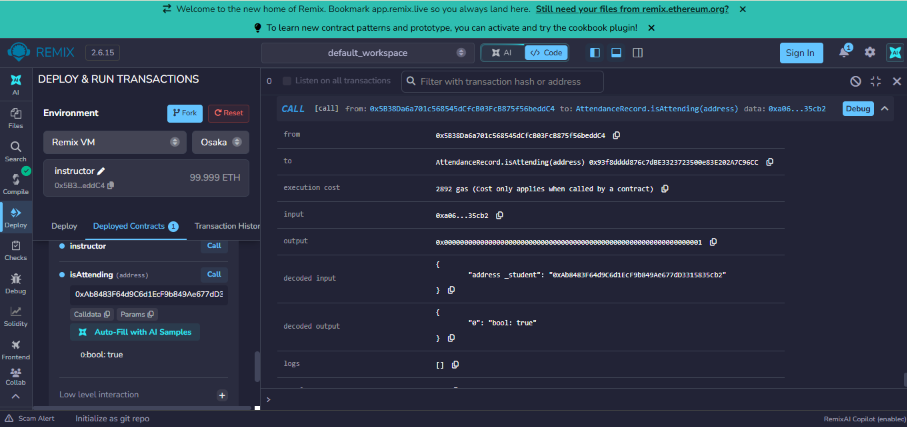 Welcome to the new home of Remix. Bookmark app.remix.live so you always land here. Still need your files from remix.ethereum.org?
To learn new contract patterns and prototype, you can activate and try the cookbook plugin!
REMIX 2.6.15 default_workspace AI Code Sign In 1
AI
Files
Search
Compile
Deploy
Checks
Debug
Solidity
Frontend
Collab
DEPLOY & RUN TRANSACTIONS
Environment Fork Reset
Remix VM Osaka
instructor
0x5B3...eddC4
99.999 ETH
Deploy Deployed Contracts 1 Transaction Histor
instructor Call
isAttending (address) Call
0xAb8483F64d9C6d1EcF9b849Ae677dD3
Calldata Params
Auto-Fill with AI Samples
0:bool: true
Low level interaction
0 Listen on all transactions Filter with transaction hash or address
CALL [call] from: 0x5B38Da6a701c568545dCfcB03FcB875f56beddC4 to: AttendanceRecord.isAttending(address) data: 0xa06...35cb2 Debug
from 0x5B38Da6a701c568545dCfcB03FcB875f56beddC4
to AttendanceRecord.isAttending(address)
execution cost 2892 gas (Cost only applies when called by a contract)
input 0xa06...35cb2
output 0x0000000000000000000000000000000000000000000000000000000000000001
decoded input {
"address _student": "0xAb8483F64d9C6d1EcF9b849Ae677dD3315835cb2"
}
decoded output {
"0": "bool: true"
}
logs []
>
Scam Alert Initialize as git repo RemixAI Copilot (enabled)